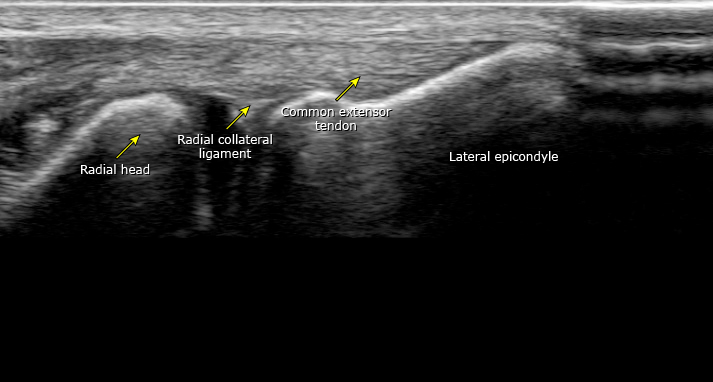 Common extensor
tendon
Radial collateral
ligament
Lateral epicondyle
Radial head